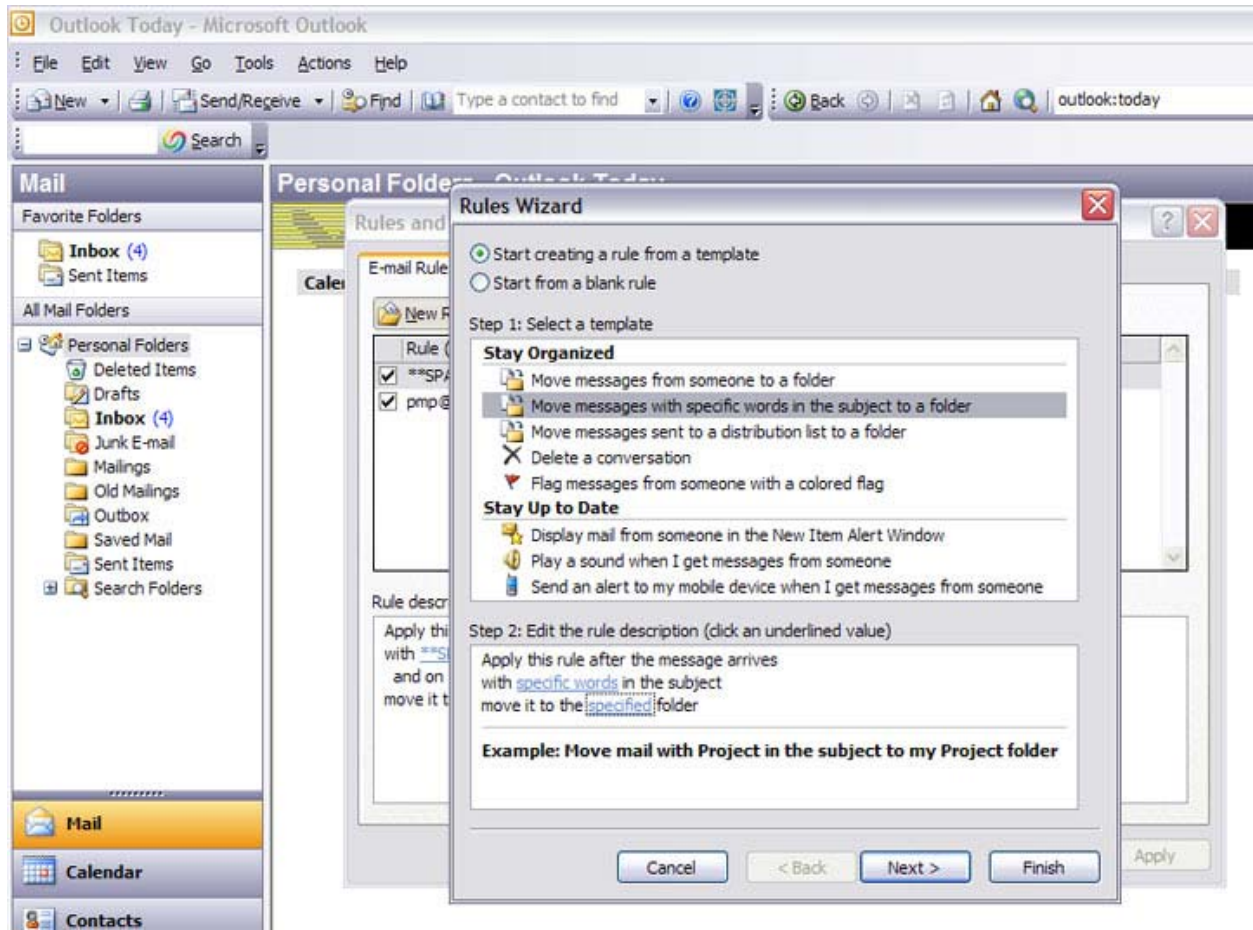 Outlook Today - Microsoft Outlook
File Edit View Go Tools Actions Help
New Send/Receive Find Type a contact to find Back outlook:today
Search
Mail
Favorite Folders
Inbox (4)
Sent Items
All Mail Folders
Personal Folders
Deleted Items
Drafts
Inbox (4)
Junk E-mail
Mailings
Old Mailings
Outbox
Saved Mail
Sent Items
Search Folders
Mail
Calendar
Contacts
Personal Folders - Outlook Today
Rules and
E-mail Rule
New R
Rule (
**SPA
pmp@
Rule descr
Apply thi
with **S
and on
move it t
Apply
Rules Wizard
Start creating a rule from a template
Start from a blank rule
Step 1: Select a template
Stay Organized
Move messages from someone to a folder
Move messages with specific words in the subject to a folder
Move messages sent to a distribution list to a folder
Delete a conversation
Flag messages from someone with a colored flag
Stay Up to Date
Display mail from someone in the New Item Alert Window
Play a sound when I get messages from someone
Send an alert to my mobile device when I get messages from someone
Step 2: Edit the rule description (click an underlined value)
Apply this rule after the message arrives
with specific words in the subject
move it to the specified folder
Example: Move mail with Project in the subject to my Project folder
Cancel < Back Next > Finish